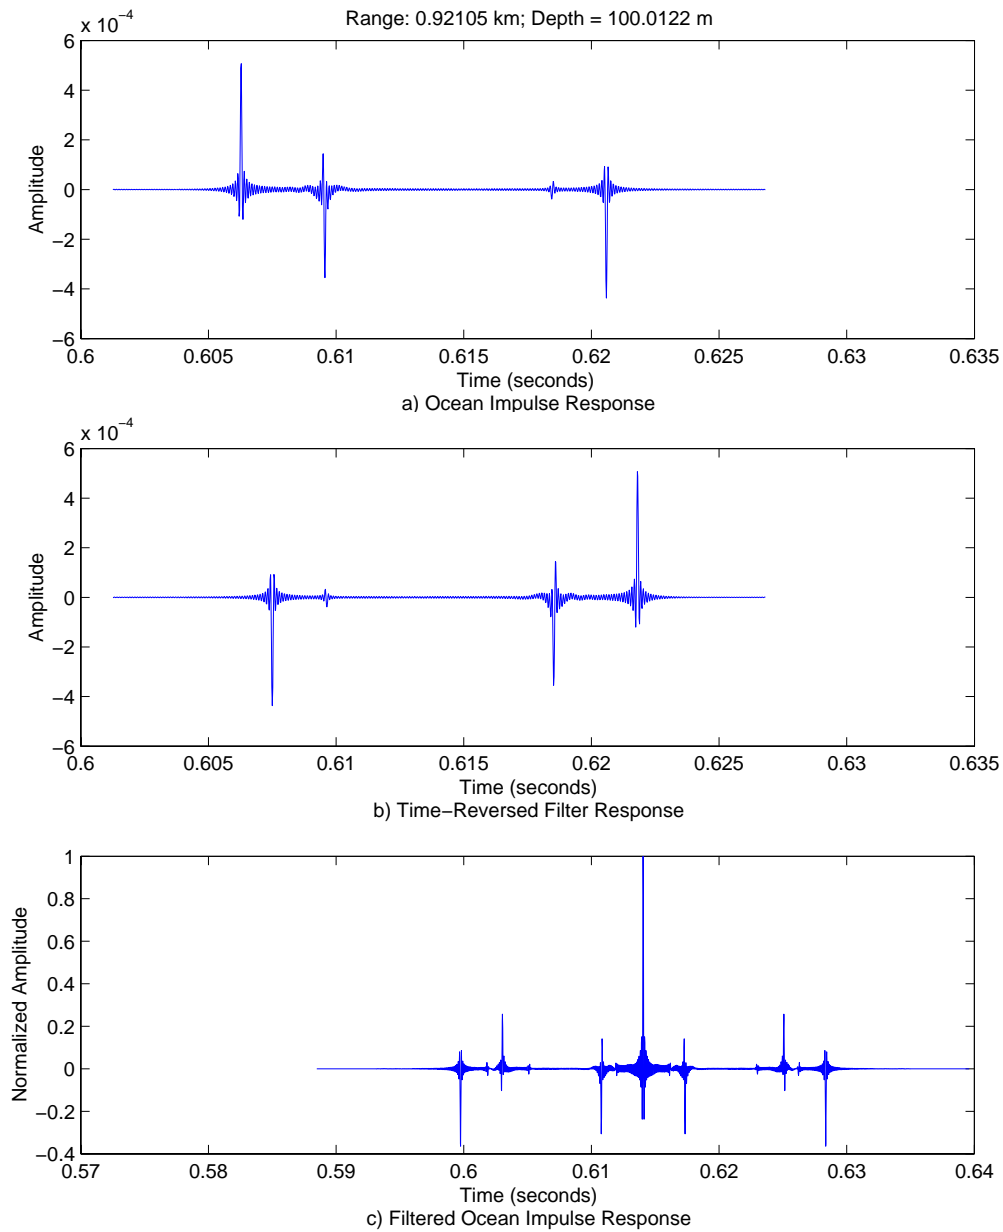 Range: 0.92105 km; Depth = 100.0122 m
x 10⁻⁴
6
4
2
0
−2
−4
−6
Amplitude
0.6 0.605 0.61 0.615 0.62 0.625 0.63 0.635
Time (seconds)
a) Ocean Impulse Response
x 10⁻⁴
6
4
2
0
−2
−4
−6
Amplitude
0.6 0.605 0.61 0.615 0.62 0.625 0.63 0.635
Time (seconds)
b) Time−Reversed Filter Response
1
0.8
0.6
0.4
0.2
0
−0.2
−0.4
Normalized Amplitude
0.57 0.58 0.59 0.6 0.61 0.62 0.63 0.64
Time (seconds)
c) Filtered Ocean Impulse Response